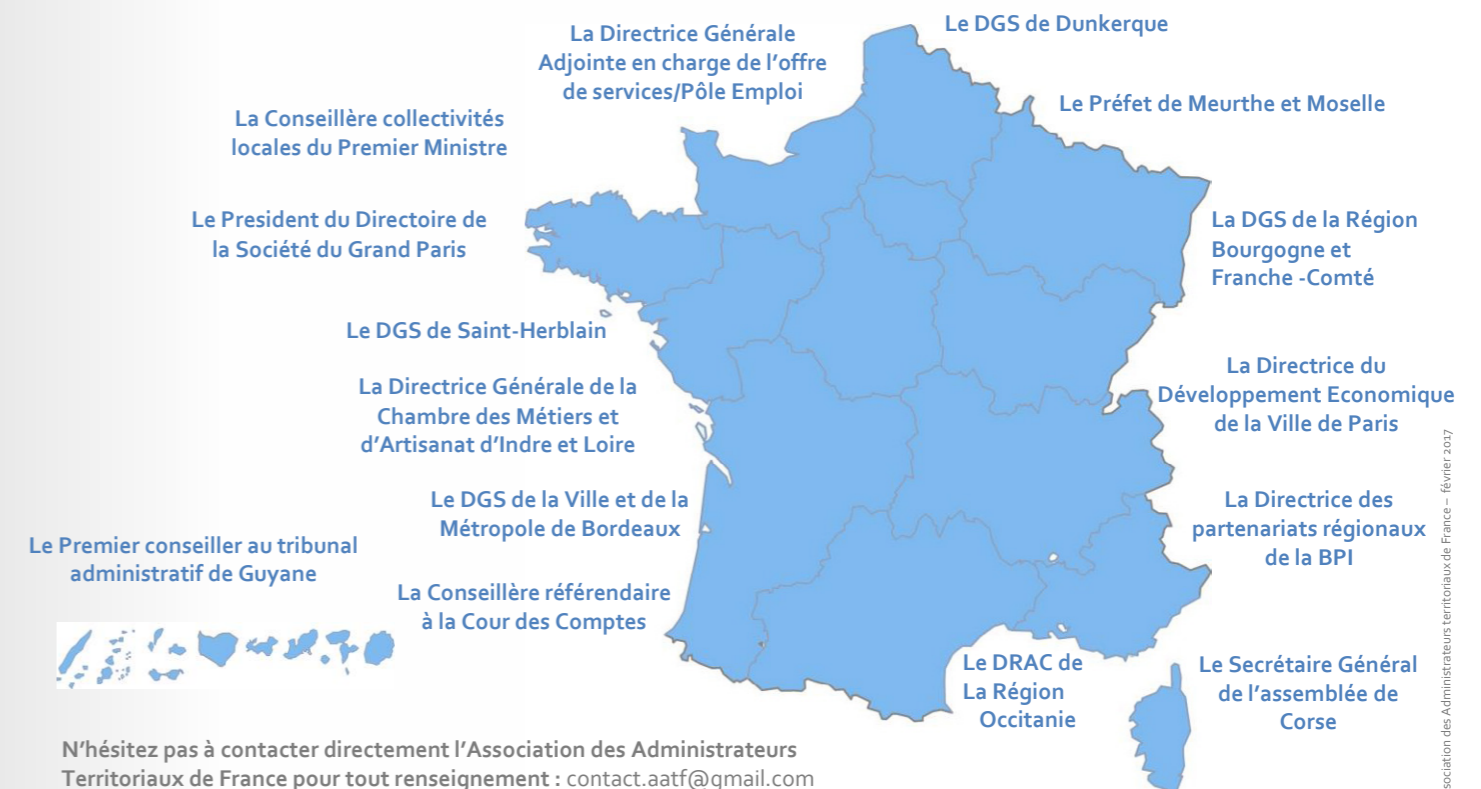 Le DGS de Dunkerque
La Directrice Générale
Adjointe en charge de l'offre
de services/Pôle Emploi
Le Préfet de Meurthe et Moselle
La Conseillère collectivités
locales du Premier Ministre
Le President du Directoire de
la Société du Grand Paris
La DGS de la Région
Bourgogne et
Franche -Comté
Le DGS de Saint-Herblain
La Directrice du
Développement Economique
de la Ville de Paris
La Directrice Générale de la
Chambre des Métiers et
d'Artisanat d'Indre et Loire
Le DGS de la Ville et de la
Métropole de Bordeaux
La Directrice des
partenariats régionaux
de la BPI
Le Premier conseiller au tribunal
administratif de Guyane
La Conseillère référendaire
à la Cour des Comptes
Le DRAC de
La Région
Occitanie
Le Secrétaire Général
de l'assemblée de
Corse
N'hésitez pas à contacter directement l'Association des Administrateurs
Territoriaux de France pour tout renseignement : contact.aatf@gmail.com
sociation des Administrateurs territoriaux de France – février 2017